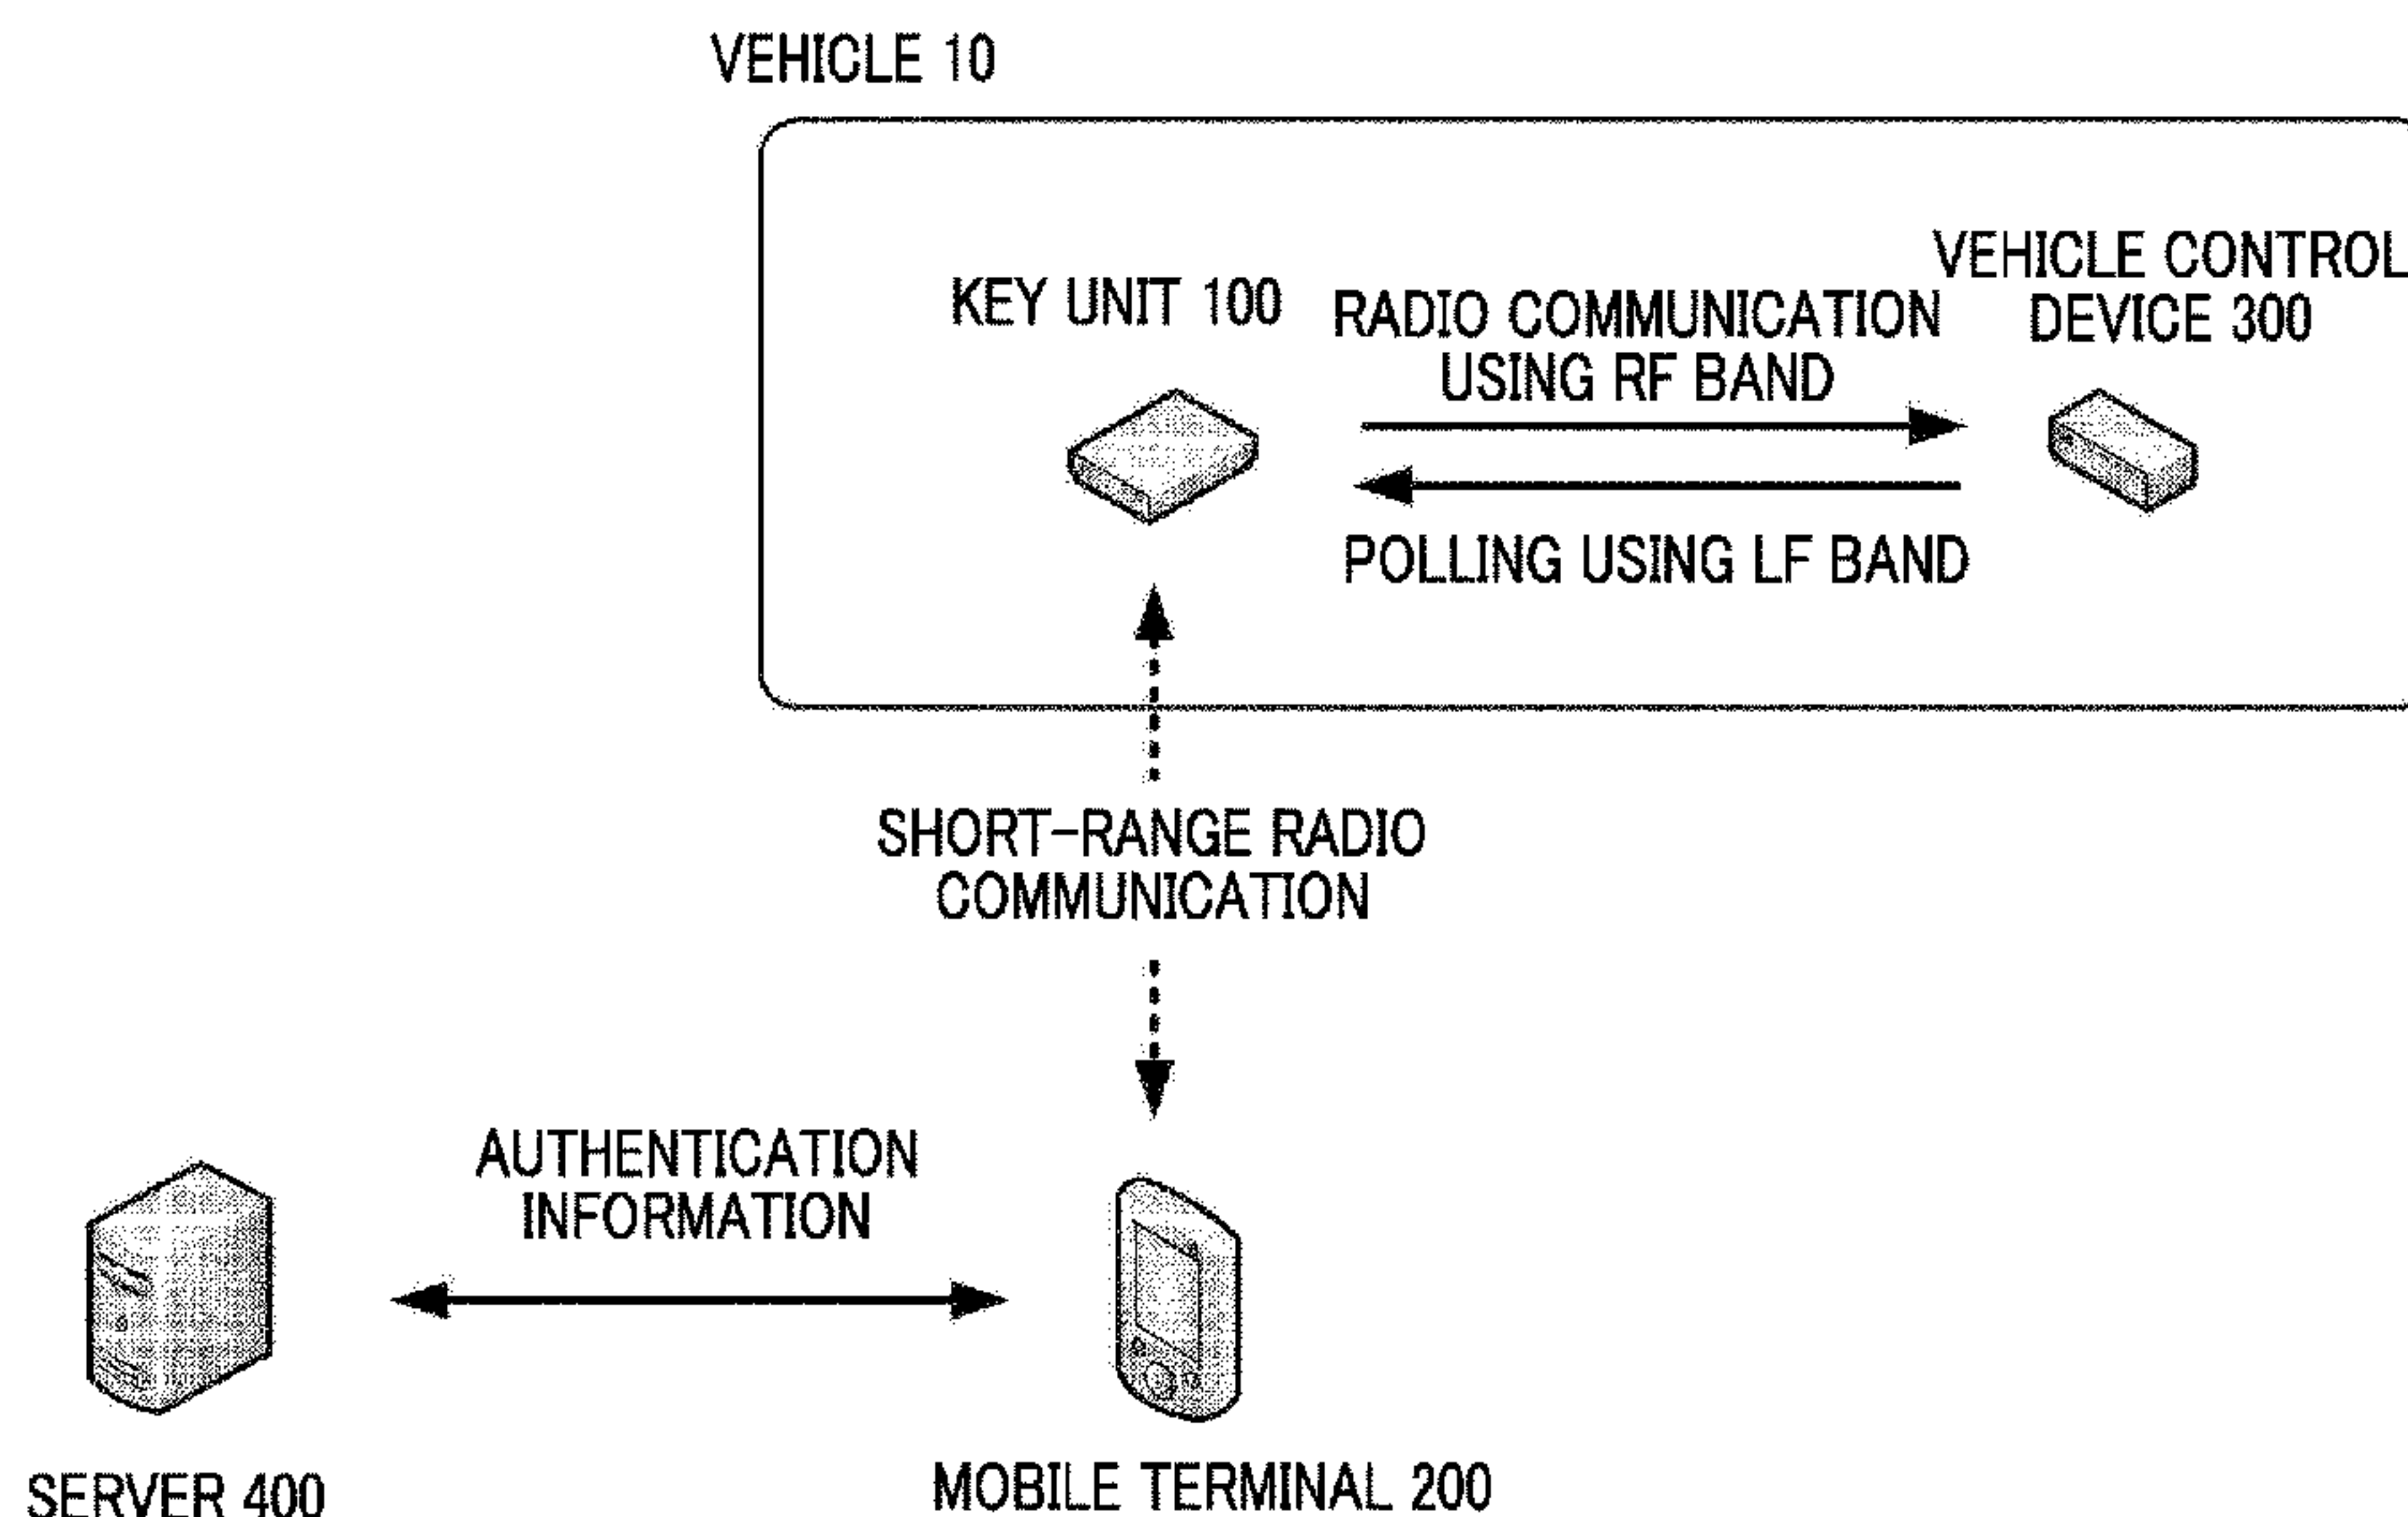 VEHICLE 10
VEHICLE CONTROL
DEVICE 300
KEY UNIT 100
RADIO COMMUNICATION
USING RF BAND
POLLING USING LF BAND
SHORT-RANGE RADIO
COMMUNICATION
AUTHENTICATION
INFORMATION
SERVER 400
MOBILE TERMINAL 200